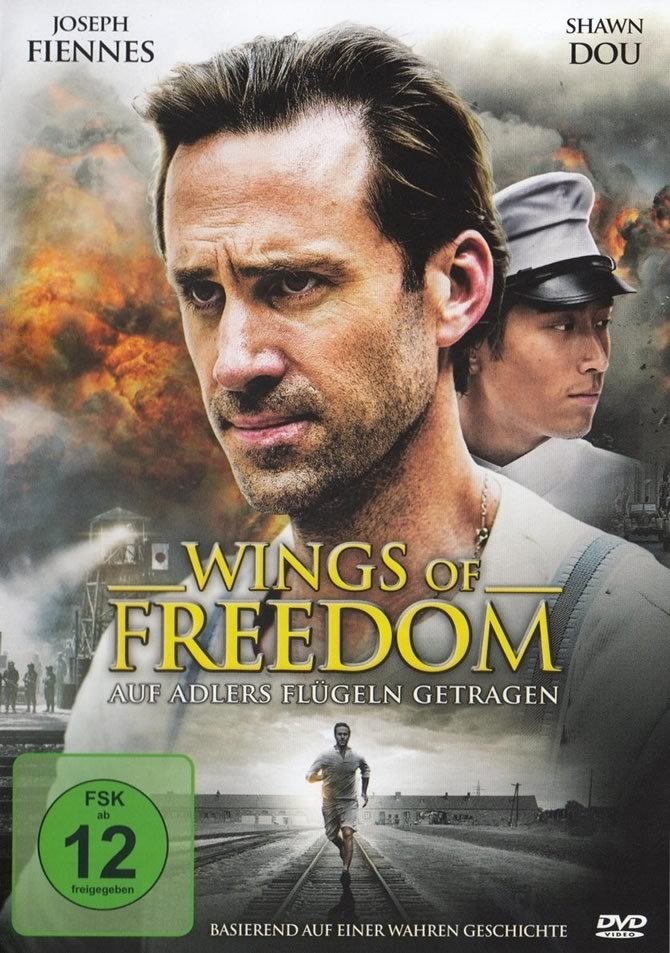 JOSEPH
FIENNES
SHAWN
DOU
WINGS OF
FREEDOM
AUF ADLERS FLÜGELN GETRAGEN
FSK
ab
12
freigegeben
BASIEREND AUF EINER WAHREN GESCHICHTE
DVD
VIDEO